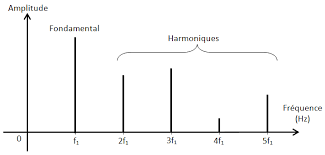 Amplitude
Fondamental
Harmoniques
Fréquence
(Hz)
0
f₁
2f₁
3f₁
4f₁
5f₁